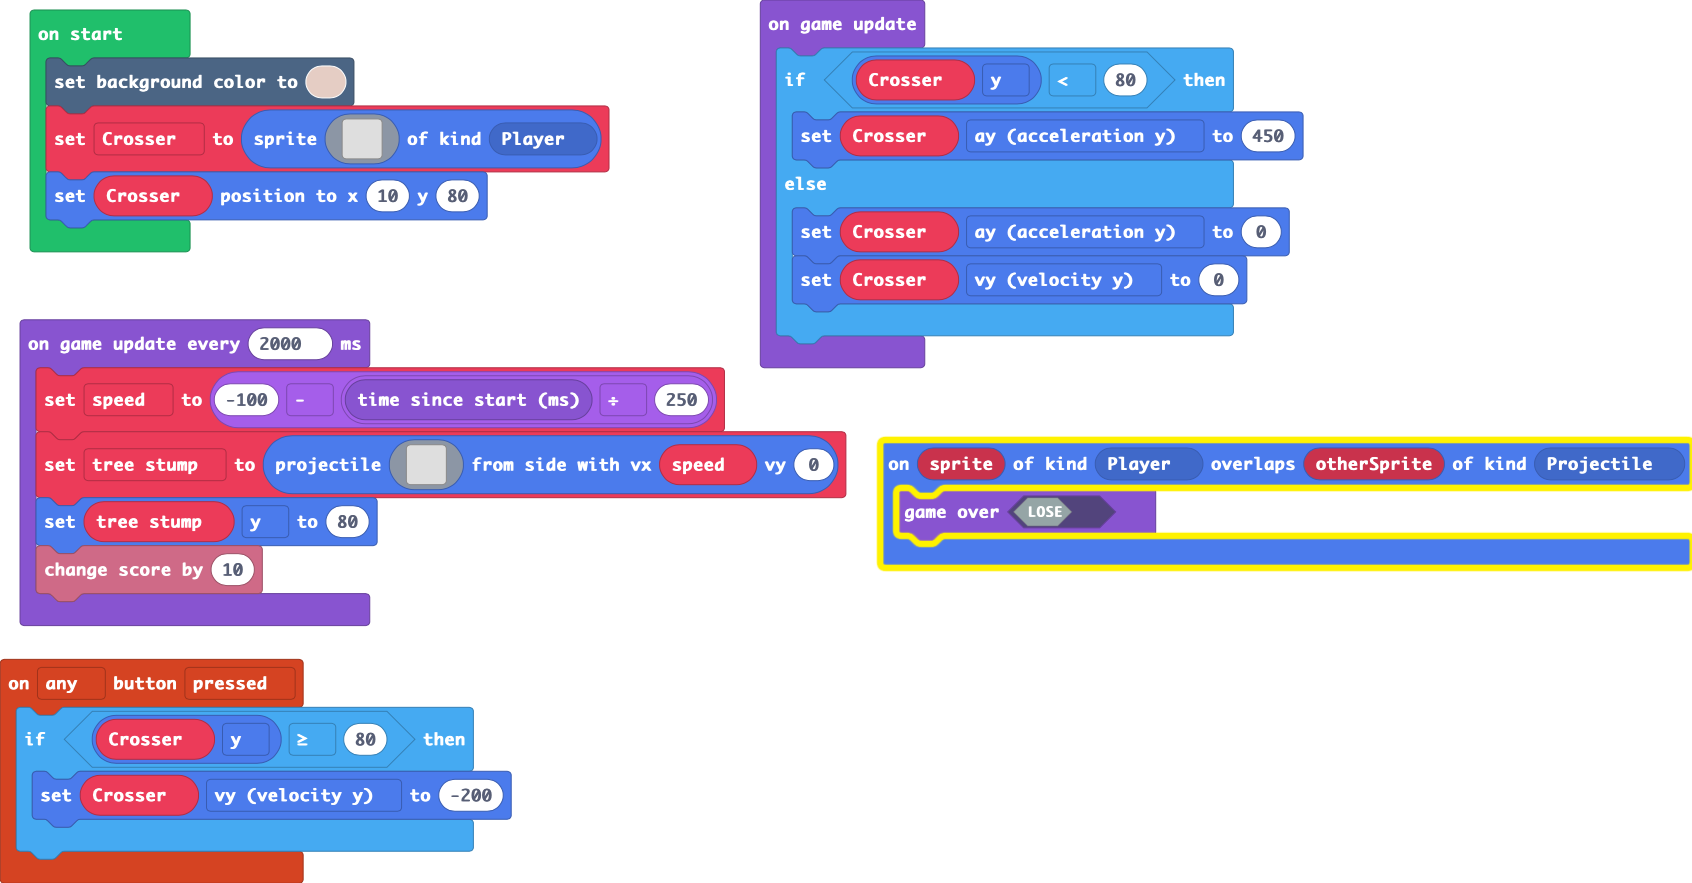 on start
set background color to
set Crosser to sprite of kind Player
set Crosser position to x 10 y 80
on game update
if Crosser y < 80 then
set Crosser ay (acceleration y) to 450
else
set Crosser ay (acceleration y) to 0
set Crosser vy (velocity y) to 0
on game update every 2000 ms
set speed to -100 - time since start (ms) ÷ 250
set tree stump to projectile from side with vx speed vy 0
set tree stump y to 80
change score by 10
on sprite of kind Player overlaps otherSprite of kind Projectile
game over LOSE
on any button pressed
if Crosser y ≥ 80 then
set Crosser vy (velocity y) to -200